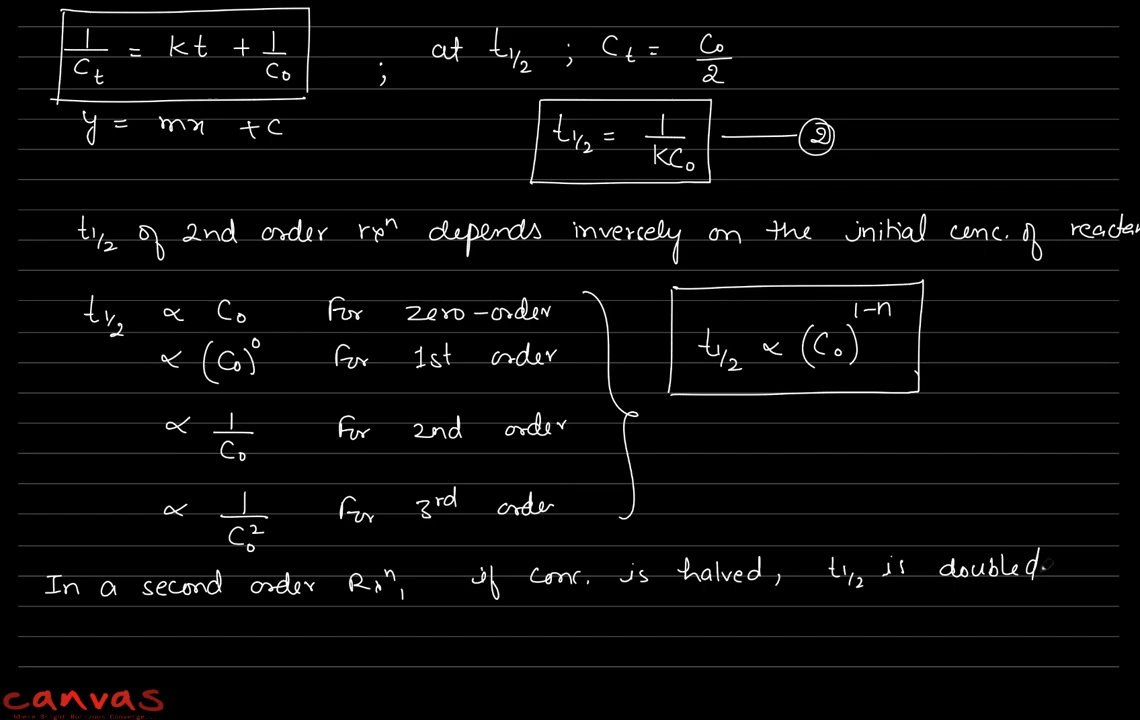 1/Cₜ = kt + 1/C₀ ; at t₁/₂ ; Cₜ = C₀/2
y = mx + c
t₁/₂ = 1/kC₀ —— ②
t₁/₂ of 2nd order rxⁿ depends inversely on the initial conc. of reactan
t₁/₂ ∝ C₀ For zero-order
∝ (C₀)⁰ For 1st order
t₁/₂ ∝ (C₀)¹⁻ⁿ
∝ 1/C₀ For 2nd order
∝ 1/C₀² For 3rd order
In a second order Rxⁿ, if conc. is halved, t₁/₂ is doubled.
canvas